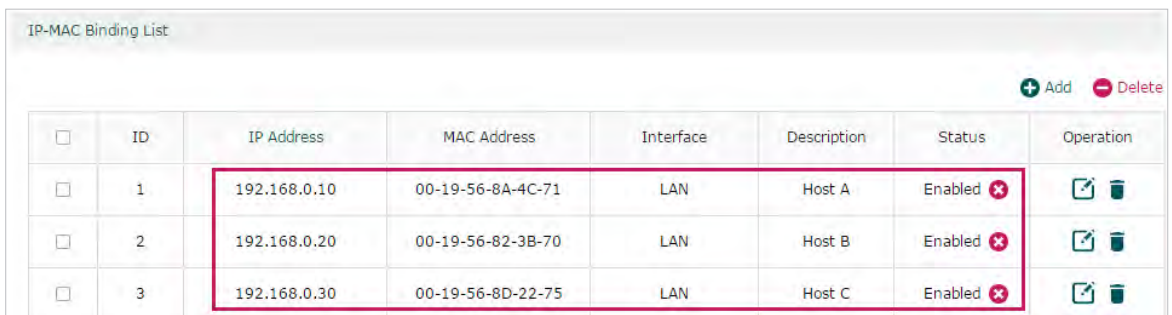 IP-MAC Binding List
Add Delete
ID IP Address MAC Address Interface Description Status Operation
1 192.168.0.10 00-19-56-8A-4C-71 LAN Host A Enabled
2 192.168.0.20 00-19-56-82-3B-70 LAN Host B Enabled
3 192.168.0.30 00-19-56-8D-22-75 LAN Host C Enabled